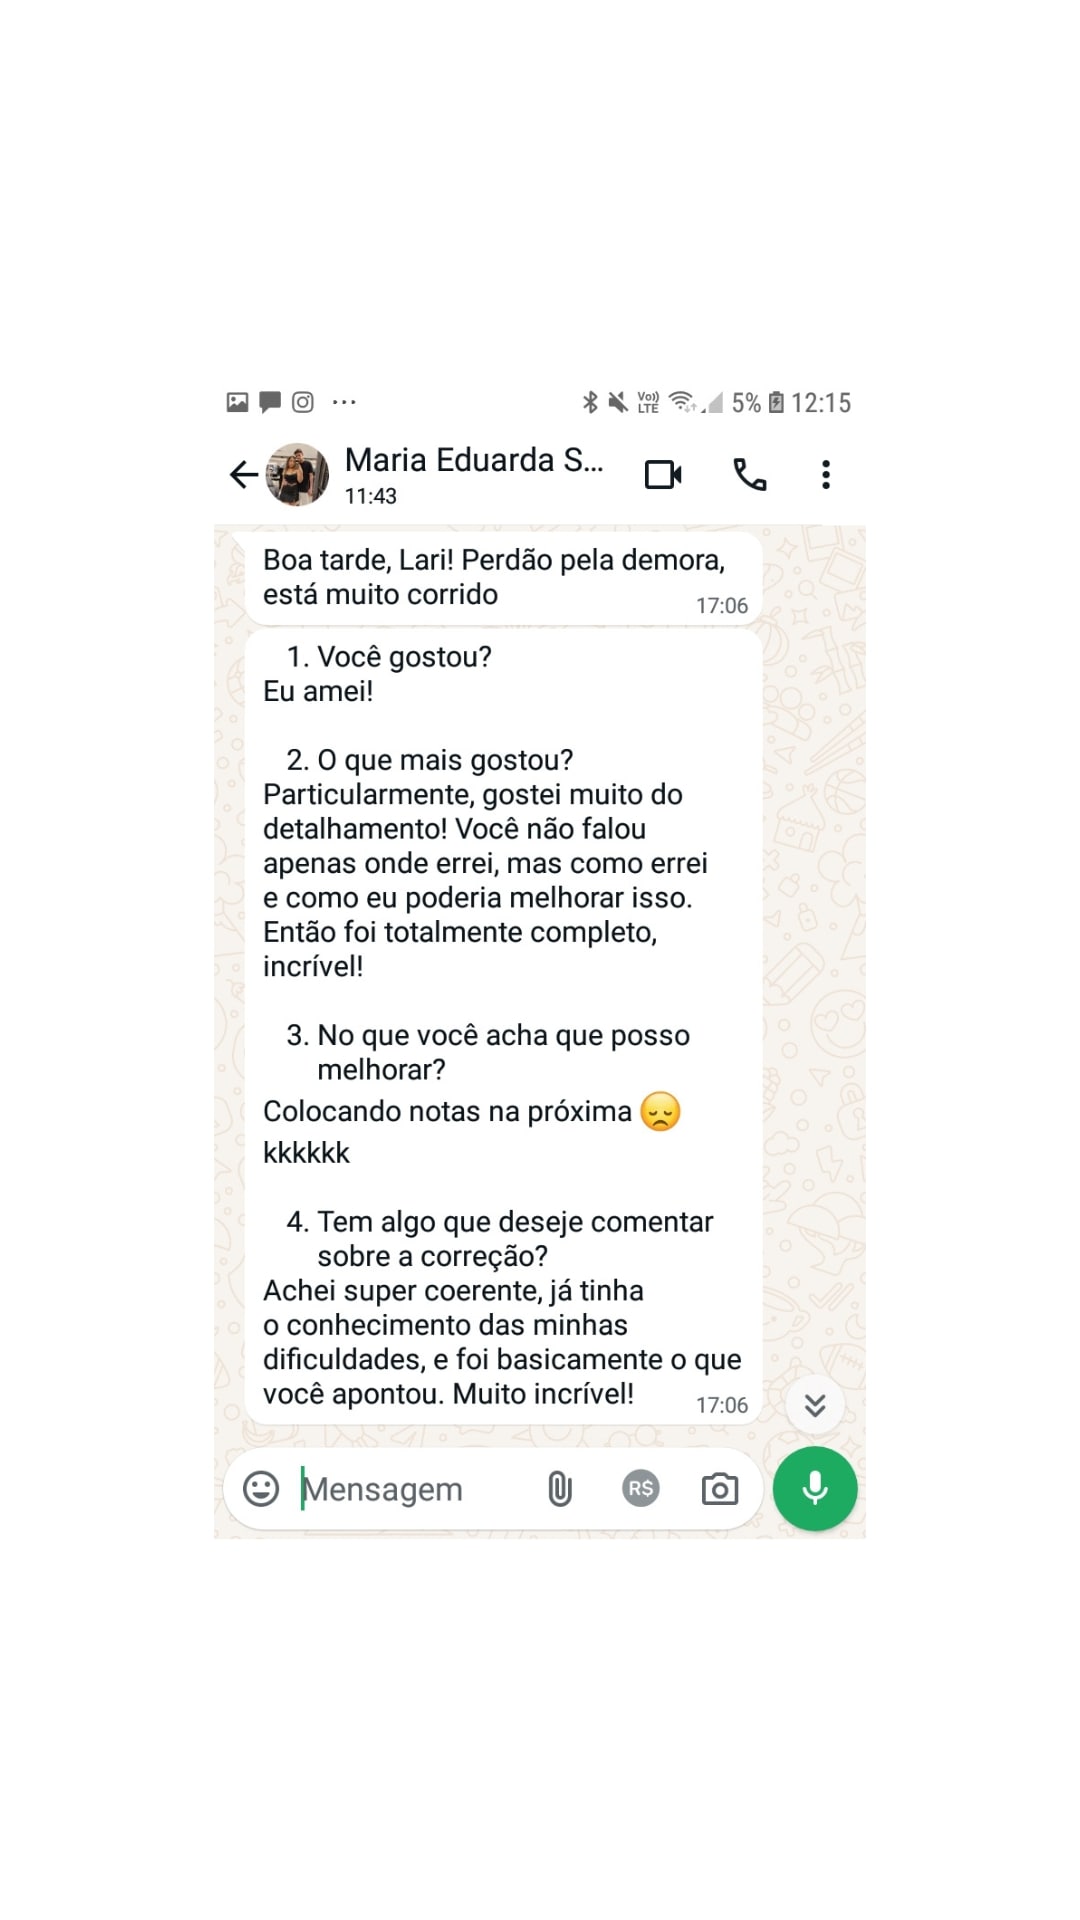 5% 12:15
Maria Eduarda S...
11:43
Boa tarde, Lari! Perdão pela demora,
está muito corrido
17:06
1. Você gostou?
Eu amei!
2. O que mais gostou?
Particularmente, gostei muito do
detalhamento! Você não falou
apenas onde errei, mas como errei
e como eu poderia melhorar isso.
Então foi totalmente completo,
incrível!
3. No que você acha que posso
melhorar?
Colocando notas na próxima 😞
kkkkkk
4. Tem algo que deseje comentar
sobre a correção?
Achei super coerente, já tinha
o conhecimento das minhas
dificuldades, e foi basicamente o que
você apontou. Muito incrível!
17:06
Mensagem
R$